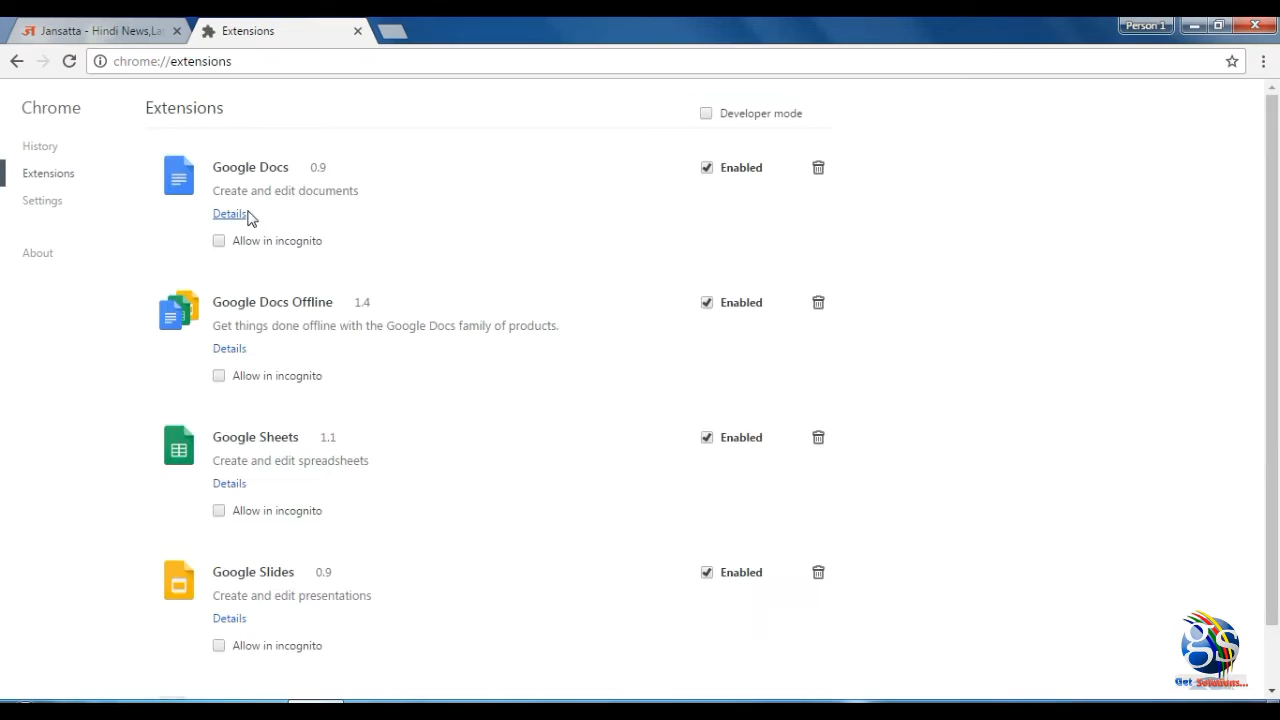 Jansatta - Hindi News,La
Extensions
Person 1
chrome://extensions
Chrome
History
Extensions
Settings
About
Extensions
Developer mode
Google Docs 0.9
Enabled
Create and edit documents
Details
Allow in incognito
Google Docs Offline 1.4
Enabled
Get things done offline with the Google Docs family of products.
Details
Allow in incognito
Google Sheets 1.1
Enabled
Create and edit spreadsheets
Details
Allow in incognito
Google Slides 0.9
Enabled
Create and edit presentations
Details
Allow in incognito
gs
Get Solutions...